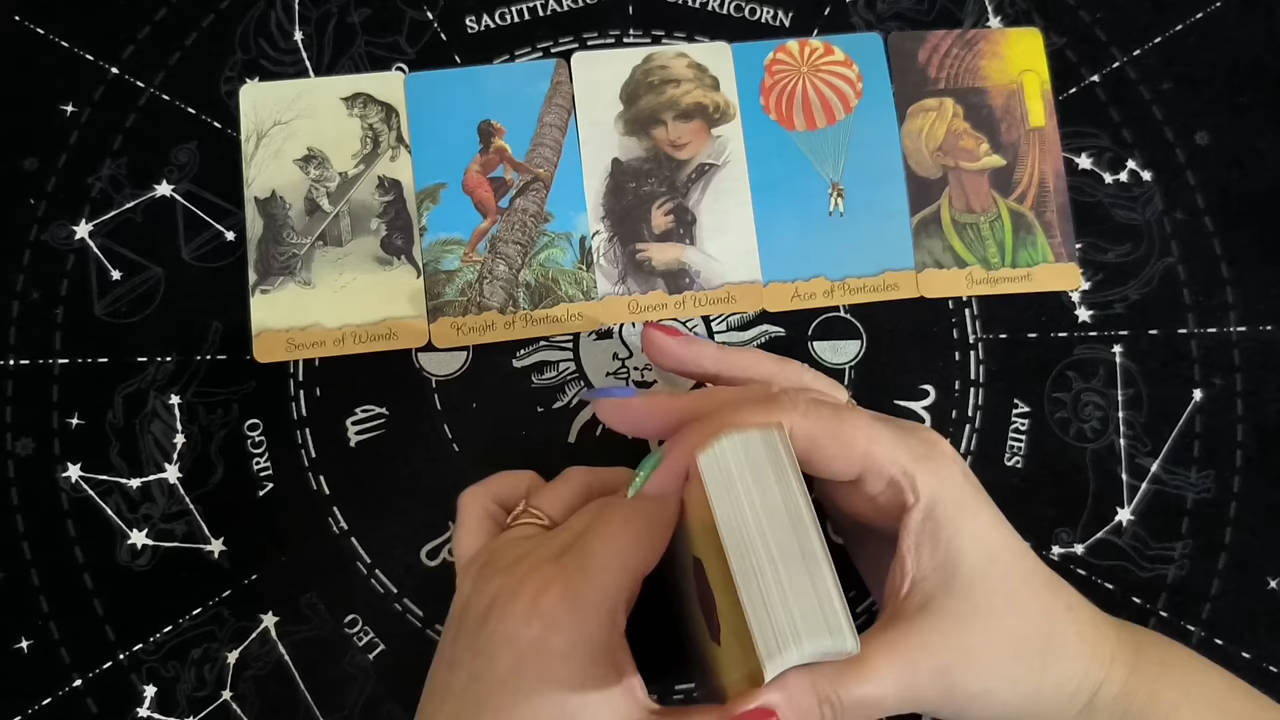 SAGITTARIUS CAPRICORN
Seven of Wands
Knight of Pentacles
Queen of Wands
Ace of Pentacles
Judgement
VIRGO
ARIES
LEO